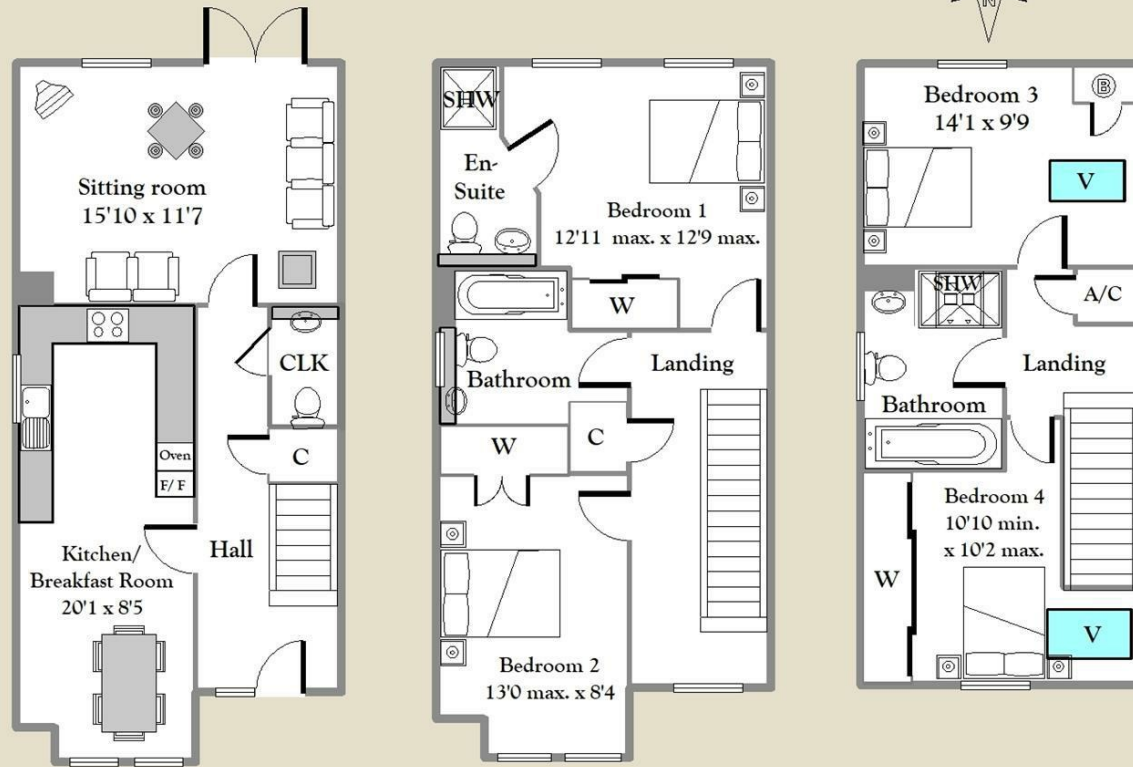 Sitting room
15'10 x 11'7
CLK
C
Oven
F/ F
Hall
Kitchen/
Breakfast Room
20'1 x 8'5
SHW
En-
Suite
Bedroom 1
12'11 max. x 12'9 max.
W
Landing
Bathroom
C
W
Bedroom 2
13'0 max. x 8'4
N
Bedroom 3
14'1 x 9'9
B
V
SHW
A/C
Landing
Bathroom
Bedroom 4
10'10 min.
x 10'2 max.
W
V